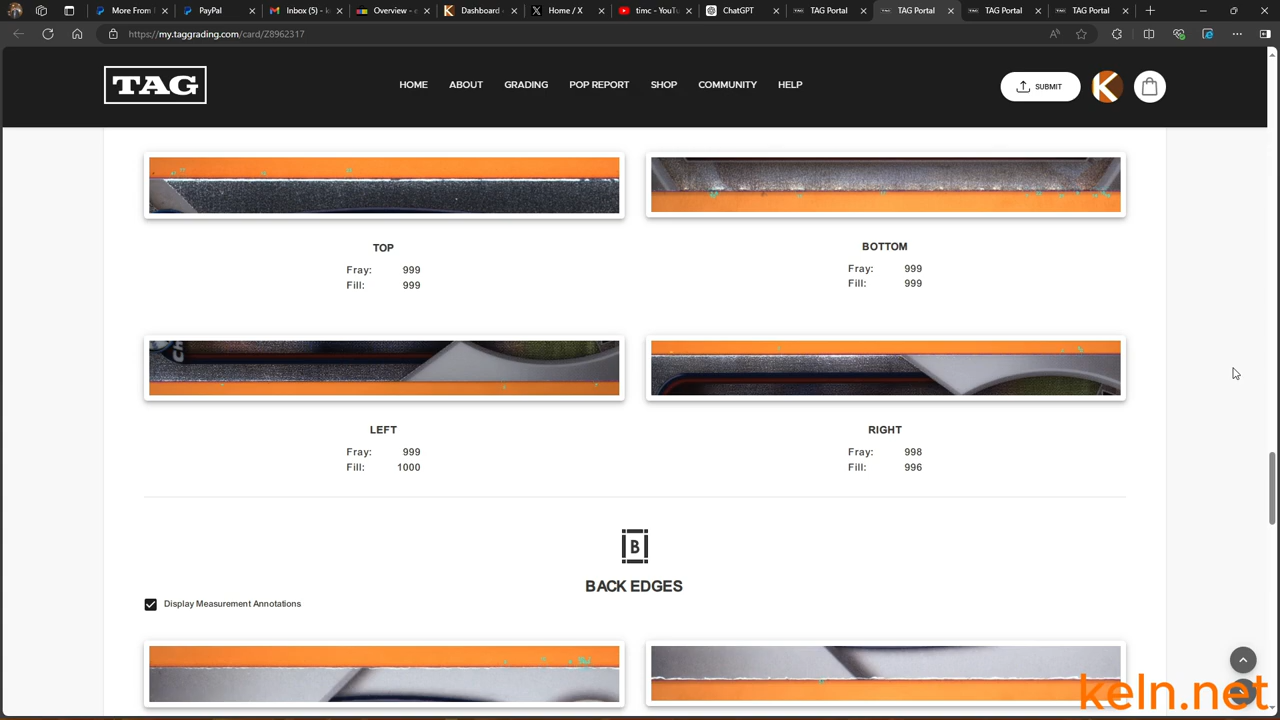 More From
PayPal
Inbox (5) - k
Overview - e
Dashboard -
Home / X
timc - YouTu
ChatGPT
TAG Portal
TAG Portal
TAG Portal
TAG Portal
https://my.taggrading.com/card/Z8962317
TAG
HOME
ABOUT
GRADING
POP REPORT
SHOP
COMMUNITY
HELP
SUBMIT
K
TOP
Fray: 999
Fill: 999
BOTTOM
Fray: 999
Fill: 999
LEFT
Fray: 999
Fill: 1000
RIGHT
Fray: 998
Fill: 996
B
BACK EDGES
Display Measurement Annotations
keln.net